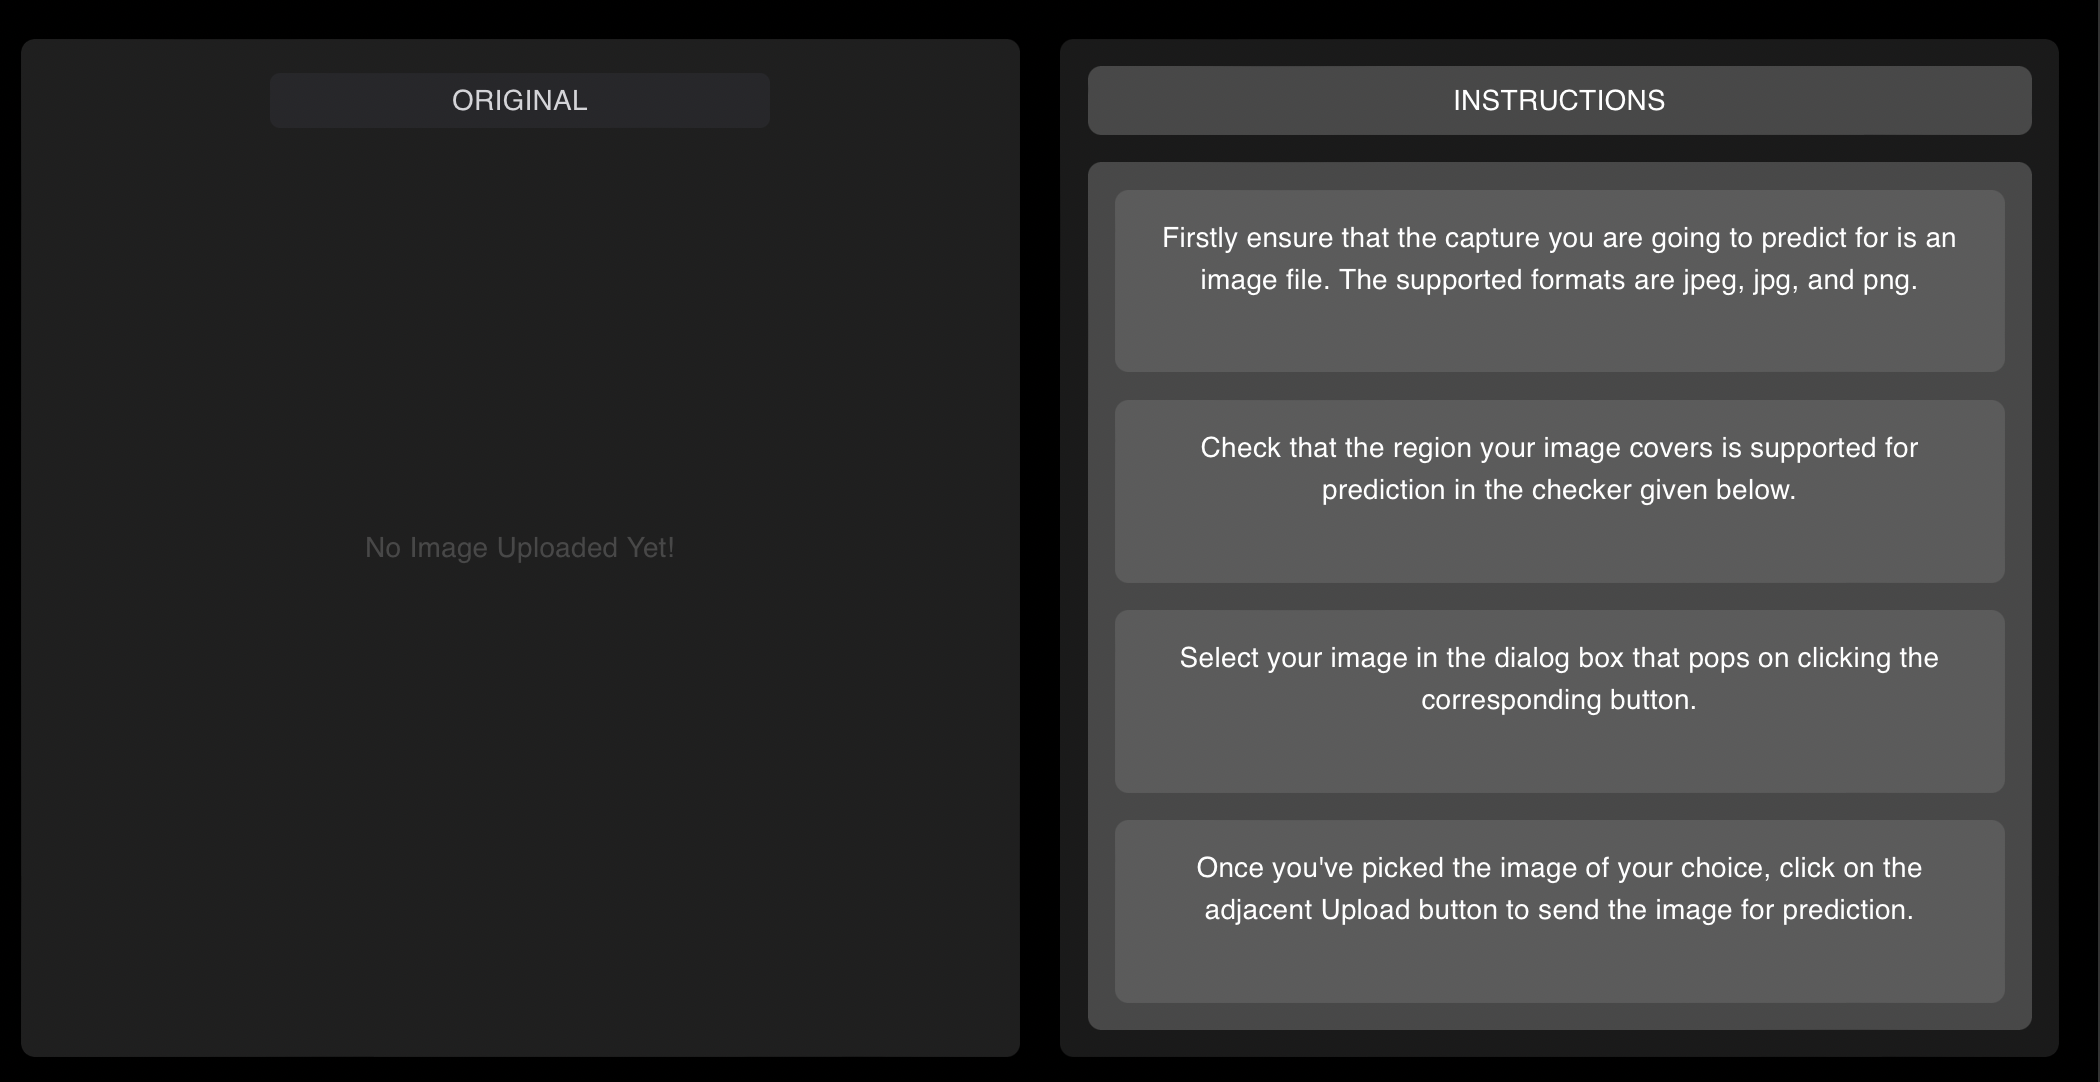 ORIGINAL
No Image Uploaded Yet!
INSTRUCTIONS
Firstly ensure that the capture you are going to predict for is an
image file. The supported formats are jpeg, jpg, and png.
Check that the region your image covers is supported for
prediction in the checker given below.
Select your image in the dialog box that pops on clicking the
corresponding button.
Once you've picked the image of your choice, click on the
adjacent Upload button to send the image for prediction.